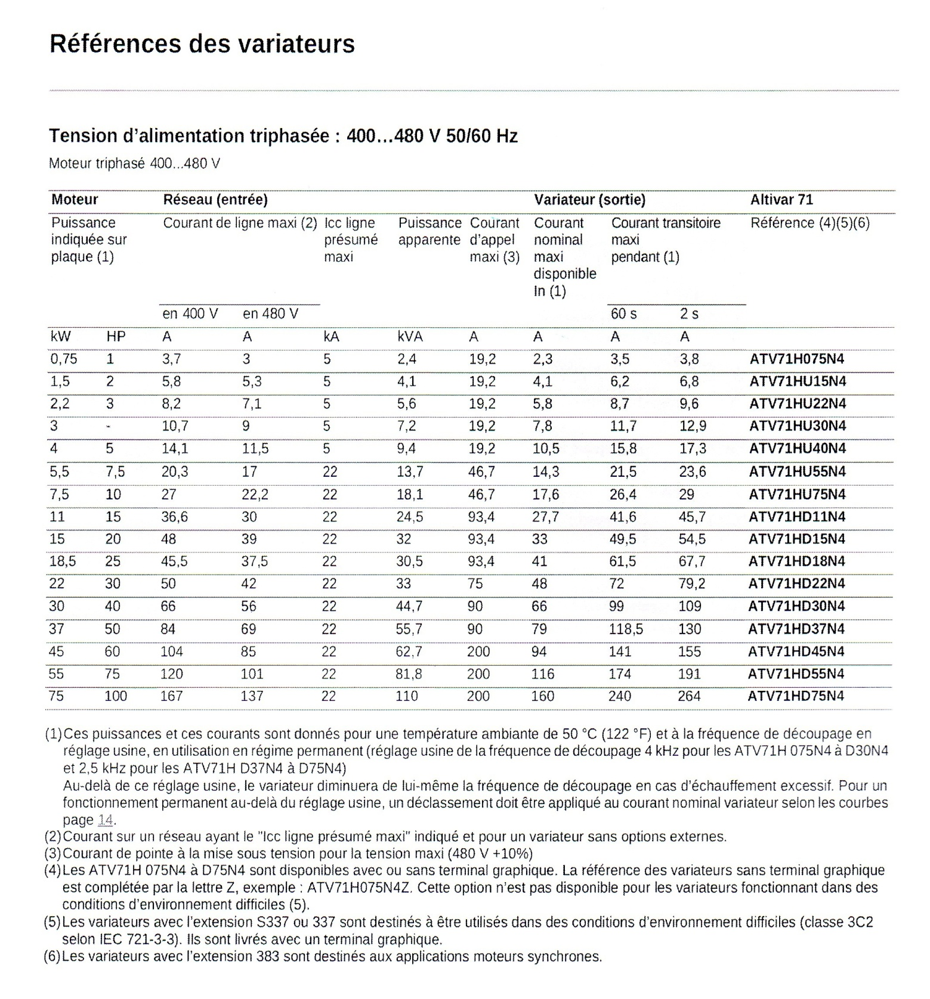 Références des variateurs
Tension d'alimentation triphasée : 400...480 V 50/60 Hz
Moteur triphasé 400...480 V
Moteur Réseau (entrée) Variateur (sortie) Altivar 71
Puissance Courant de ligne maxi (2) Icc ligne Puissance Courant Courant Courant transitoire Référence (4)(5)(6)
indiquée sur présumé apparente d'appel nominal maxi
plaque (1) maxi maxi (3) maxi pendant (1)
disponible
In (1)
en 400 V en 480 V 60 s 2 s
kW HP A A kA kVA A A A A
0,75 1 3,7 3 5 2,4 19,2 2,3 3,5 3,8 ATV71H075N4
1,5 2 5,8 5,3 5 4,1 19,2 4,1 6,2 6,8 ATV71HU15N4
2,2 3 8,2 7,1 5 5,6 19,2 5,8 8,7 9,6 ATV71HU22N4
3 - 10,7 9 5 7,2 19,2 7,8 11,7 12,9 ATV71HU30N4
4 5 14,1 11,5 5 9,4 19,2 10,5 15,8 17,3 ATV71HU40N4
5,5 7,5 20,3 17 22 13,7 46,7 14,3 21,5 23,6 ATV71HU55N4
7,5 10 27 22,2 22 18,1 46,7 17,6 26,4 29 ATV71HU75N4
11 15 36,6 30 22 24,5 93,4 27,7 41,6 45,7 ATV71HD11N4
15 20 48 39 22 32 93,4 33 49,5 54,5 ATV71HD15N4
18,5 25 45,5 37,5 22 30,5 93,4 41 61,5 67,7 ATV71HD18N4
22 30 50 42 22 33 75 48 72 79,2 ATV71HD22N4
30 40 66 56 22 44,7 90 66 99 109 ATV71HD30N4
37 50 84 69 22 55,7 90 79 118,5 130 ATV71HD37N4
45 60 104 85 22 62,7 200 94 141 155 ATV71HD45N4
55 75 120 101 22 81,8 200 116 174 191 ATV71HD55N4
75 100 167 137 22 110 200 160 240 264 ATV71HD75N4
(1) Ces puissances et ces courants sont donnés pour une température ambiante de 50 °C (122 °F) et à la fréquence de découpage en
réglage usine, en utilisation en régime permanent (réglage usine de la fréquence de découpage 4 kHz pour les ATV71H 075N4 à D30N4
et 2,5 kHz pour les ATV71H D37N4 à D75N4)
Au-delà de ce réglage usine, le variateur diminuera de lui-même la fréquence de découpage en cas d'échauffement excessif. Pour un
fonctionnement permanent au-delà du réglage usine, un déclassement doit être appliqué au courant nominal variateur selon les courbes
page 14.
(2) Courant sur un réseau ayant le "Icc ligne présumé maxi" indiqué et pour un variateur sans options externes.
(3) Courant de pointe à la mise sous tension pour la tension maxi (480 V +10%)
(4) Les ATV71H 075N4 à D75N4 sont disponibles avec ou sans terminal graphique. La référence des variateurs sans terminal graphique
est complétée par la lettre Z, exemple : ATV71H075N4Z. Cette option n'est pas disponible pour les variateurs fonctionnant dans des
conditions d'environnement difficiles (5).
(5) Les variateurs avec l'extension S337 ou 337 sont destinés à être utilisés dans des conditions d'environnement difficiles (classe 3C2
selon IEC 721-3-3). Ils sont livrés avec un terminal graphique.
(6) Les variateurs avec l'extension 383 sont destinés aux applications moteurs synchrones.